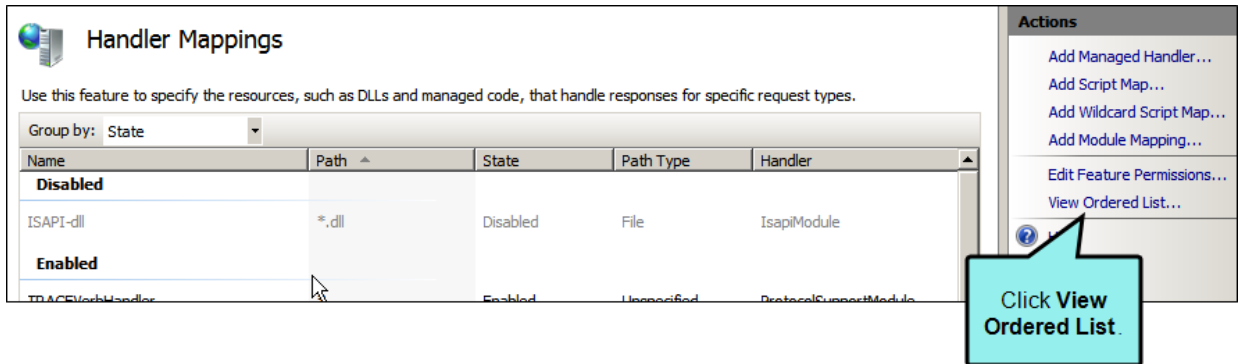 Handler Mappings
Use this feature to specify the resources, such as DLLs and managed code, that handle responses for specific request types.
Group by: State
Name Path State Path Type Handler
Disabled
ISAPI-dll *.dll Disabled File IsapiModule
Enabled
TRACEVerbHandler Enabled Unspecified ProtocolSupportModule
Actions
Add Managed Handler...
Add Script Map...
Add Wildcard Script Map...
Add Module Mapping...
Edit Feature Permissions...
View Ordered List...
Click View
Ordered List.